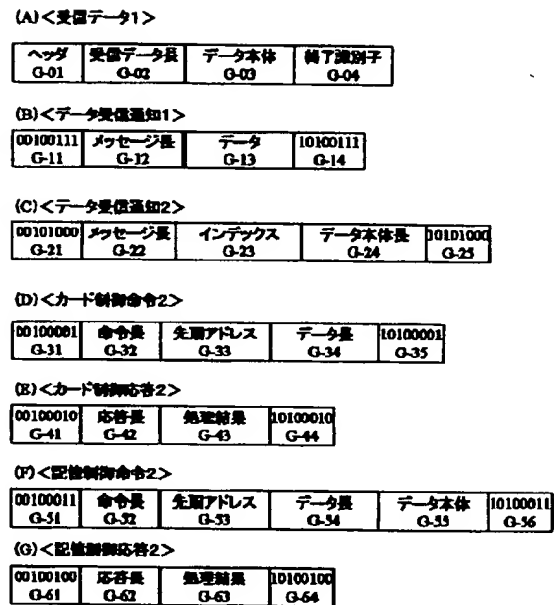 (A)<受信データ1>
ヘッダ 受信データ長 データ本体 終了識別子
G-01 G-02 G-03 G-04
(B)<データ受信通知1>
00100111 メッセージ長 データ 10100111
G-11 G-12 G-13 G-14
(C)<データ受信通知2>
00101000 メッセージ長 インデックス データ本体長 10101000
G-21 G-22 G-23 G-24 G-25
(D)<カード制御命令2>
00100001 命令長 先頭アドレス データ長 10100001
G-31 G-32 G-33 G-34 G-35
(E)<カード制御応答2>
00100010 応答長 処理結果 10100010
G-41 G-42 G-43 G-44
(F)<記憶制御命令2>
00100011 命令長 先頭アドレス データ長 データ本体 10100011
G-51 G-52 G-53 G-54 G-55 G-56
(G)<記憶制御応答2>
00100100 応答長 処理結果 10100100
G-61 G-62 G-63 G-64